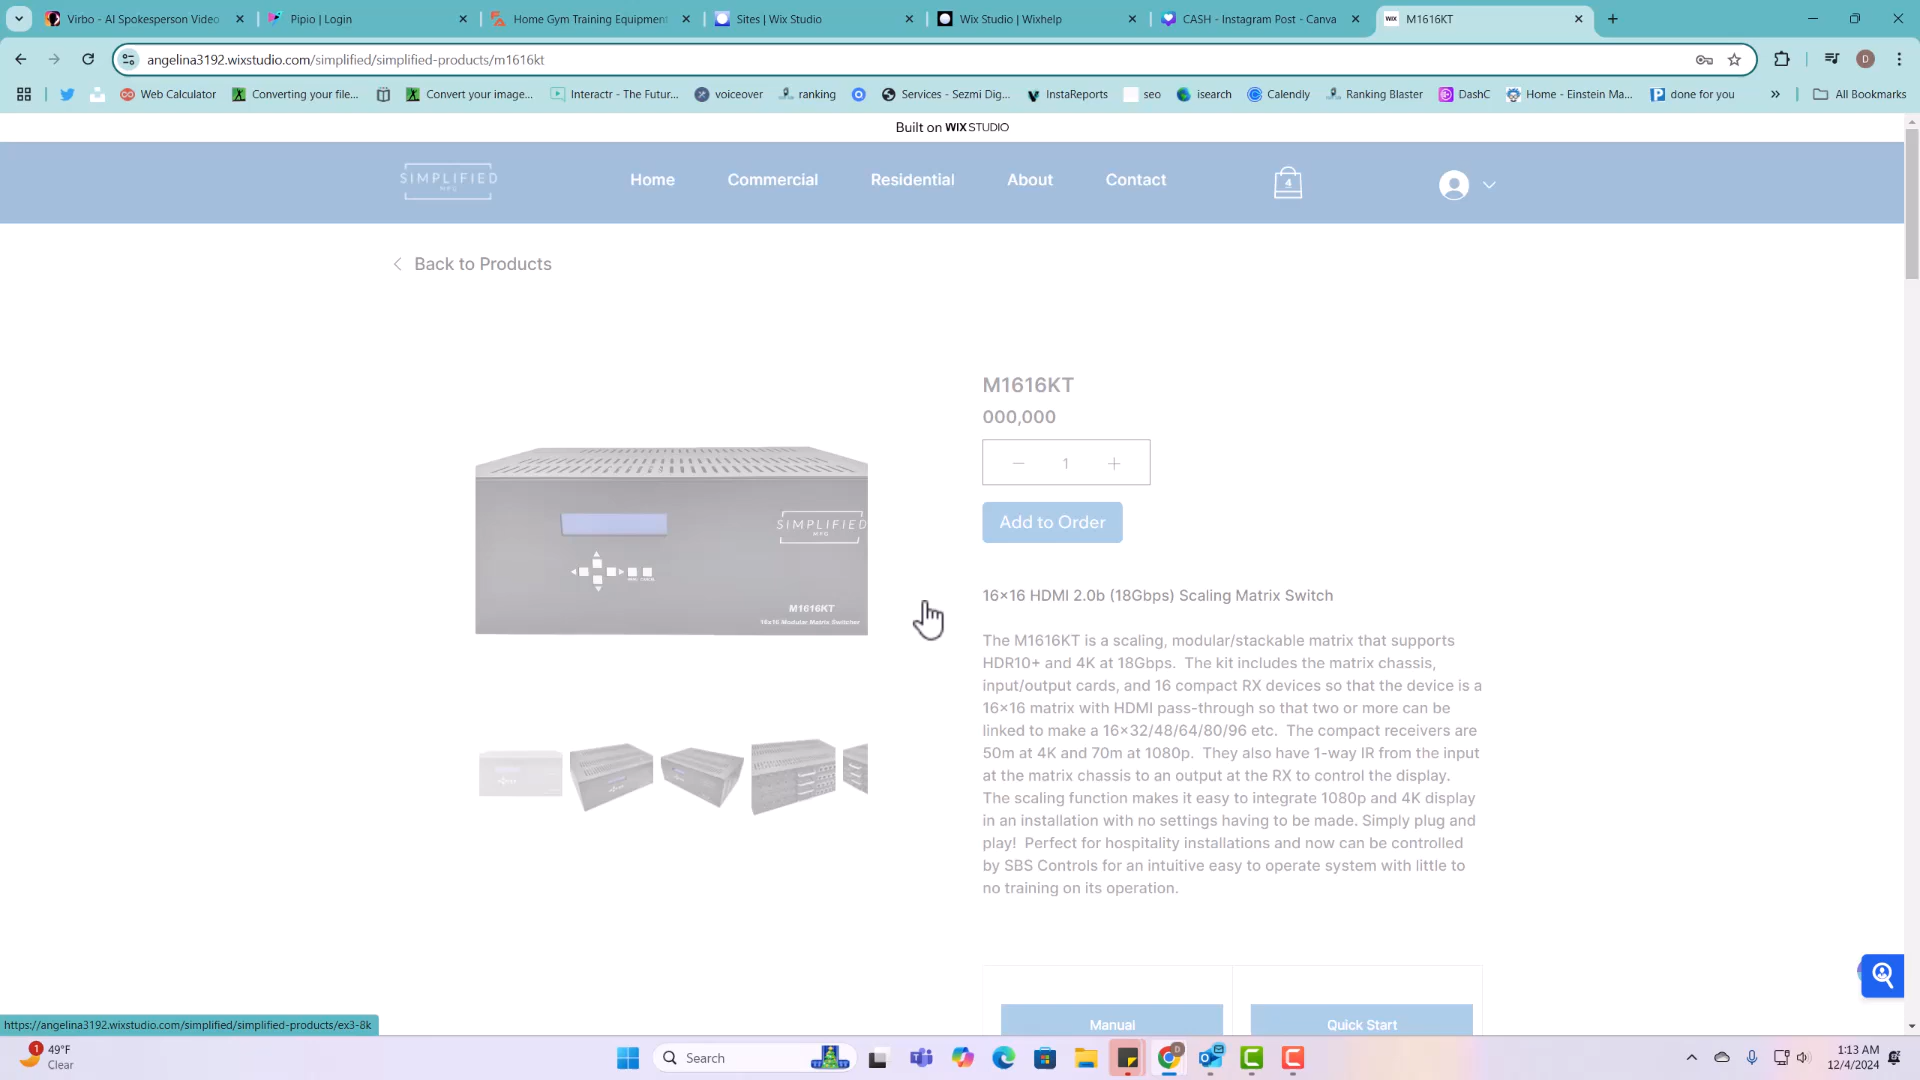 Virbo - AI Spokesperson Video
Pipio | Login
Home Gym Training Equipment
Sites | Wix Studio
Wix Studio | Wixhelp
CASH - Instagram Post - Canva
WIX
M1616KT
angelina3192.wixstudio.com/simplified/simplified-products/m1616kt
D
Web Calculator
Converting your file...
Convert your image...
Interactr - The Futur...
voiceover
ranking
Services - Sezmi Dig...
InstaReports
seo
isearch
Calendly
Ranking Blaster
DashC
Home - Einstein Ma...
done for you
All Bookmarks
Built on WIX STUDIO
SIMPLIFIED
MFG
Home
Commercial
Residential
About
Contact
4
Back to Products
M1616KT
000,000
1
Add to Order
SIMPLIFIED
MFG
M1616KT
16x16 Modular Matrix Switcher
16x16 HDMI 2.0b (18Gbps) Scaling Matrix Switch
The M1616KT is a scaling, modular/stackable matrix that supports
HDR10+ and 4K at 18Gbps.  The kit includes the matrix chassis,
input/output cards, and 16 compact RX devices so that the device is a
16x16 matrix with HDMI pass-through so that two or more can be
linked to make a 16x32/48/64/80/96 etc.  The compact receivers are
50m at 4K and 70m at 1080p.  They also have 1-way IR from the input
at the matrix chassis to an output at the RX to control the display.
The scaling function makes it easy to integrate 1080p and 4K display
in an installation with no settings having to be made. Simply plug and
play!  Perfect for hospitality installations and now can be controlled
by SBS Controls for an intuitive easy to operate system with little to
no training on its operation.
Manual
Quick Start
https://angelina3192.wixstudio.com/simplified/simplified-products/ex3-8k
1
49°F
Clear
Search
D
1:13 AM
12/4/2024